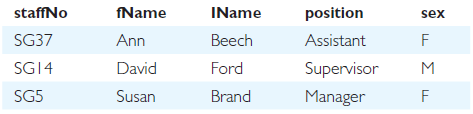 staffNo fName lName position sex
SG37 Ann Beech Assistant F
SG14 David Ford Supervisor M
SG5 Susan Brand Manager F